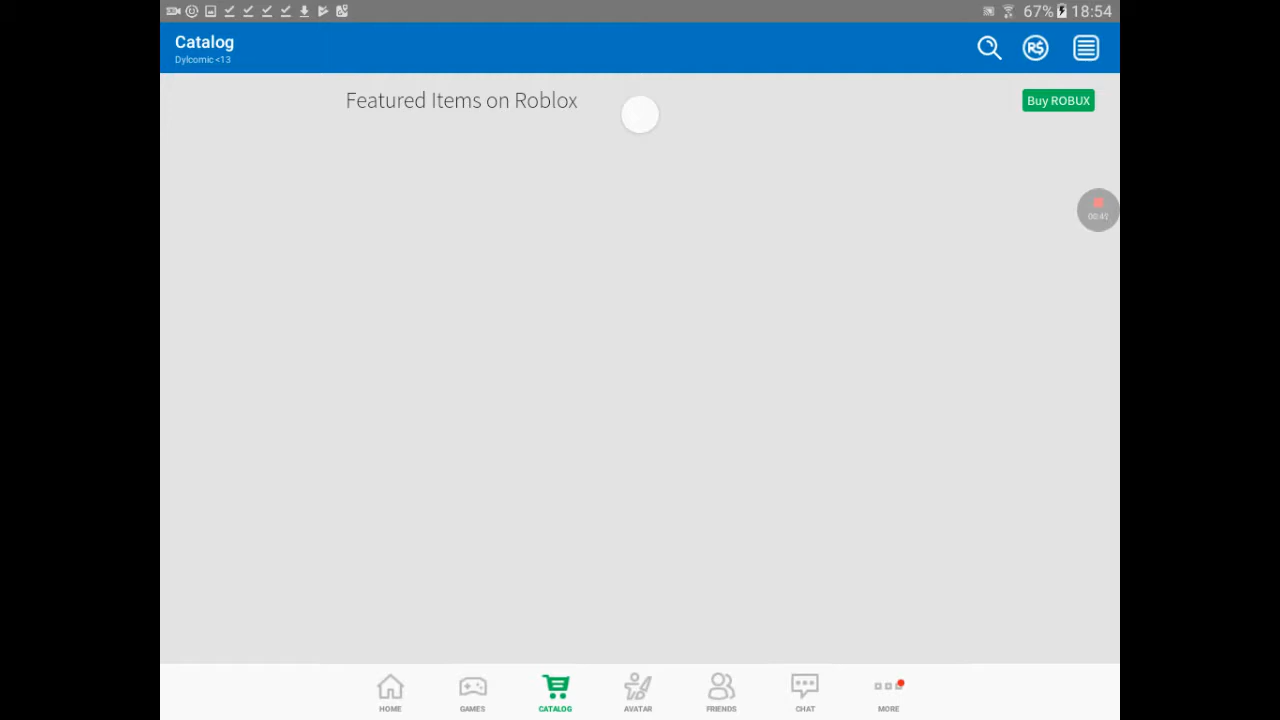 67% 18:54
Catalog
Dylcomic <13
R$
Featured Items on Roblox
Buy ROBUX
HOME
GAMES
CATALOG
AVATAR
FRIENDS
CHAT
MORE